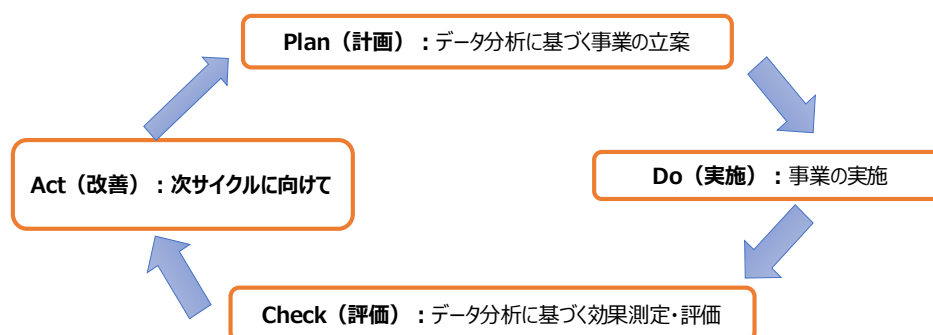 Plan（計画）：データ分析に基づく事業の立案
Do（実施）：事業の実施
Act（改善）：次サイクルに向けて
Check（評価）：データ分析に基づく効果測定・評価